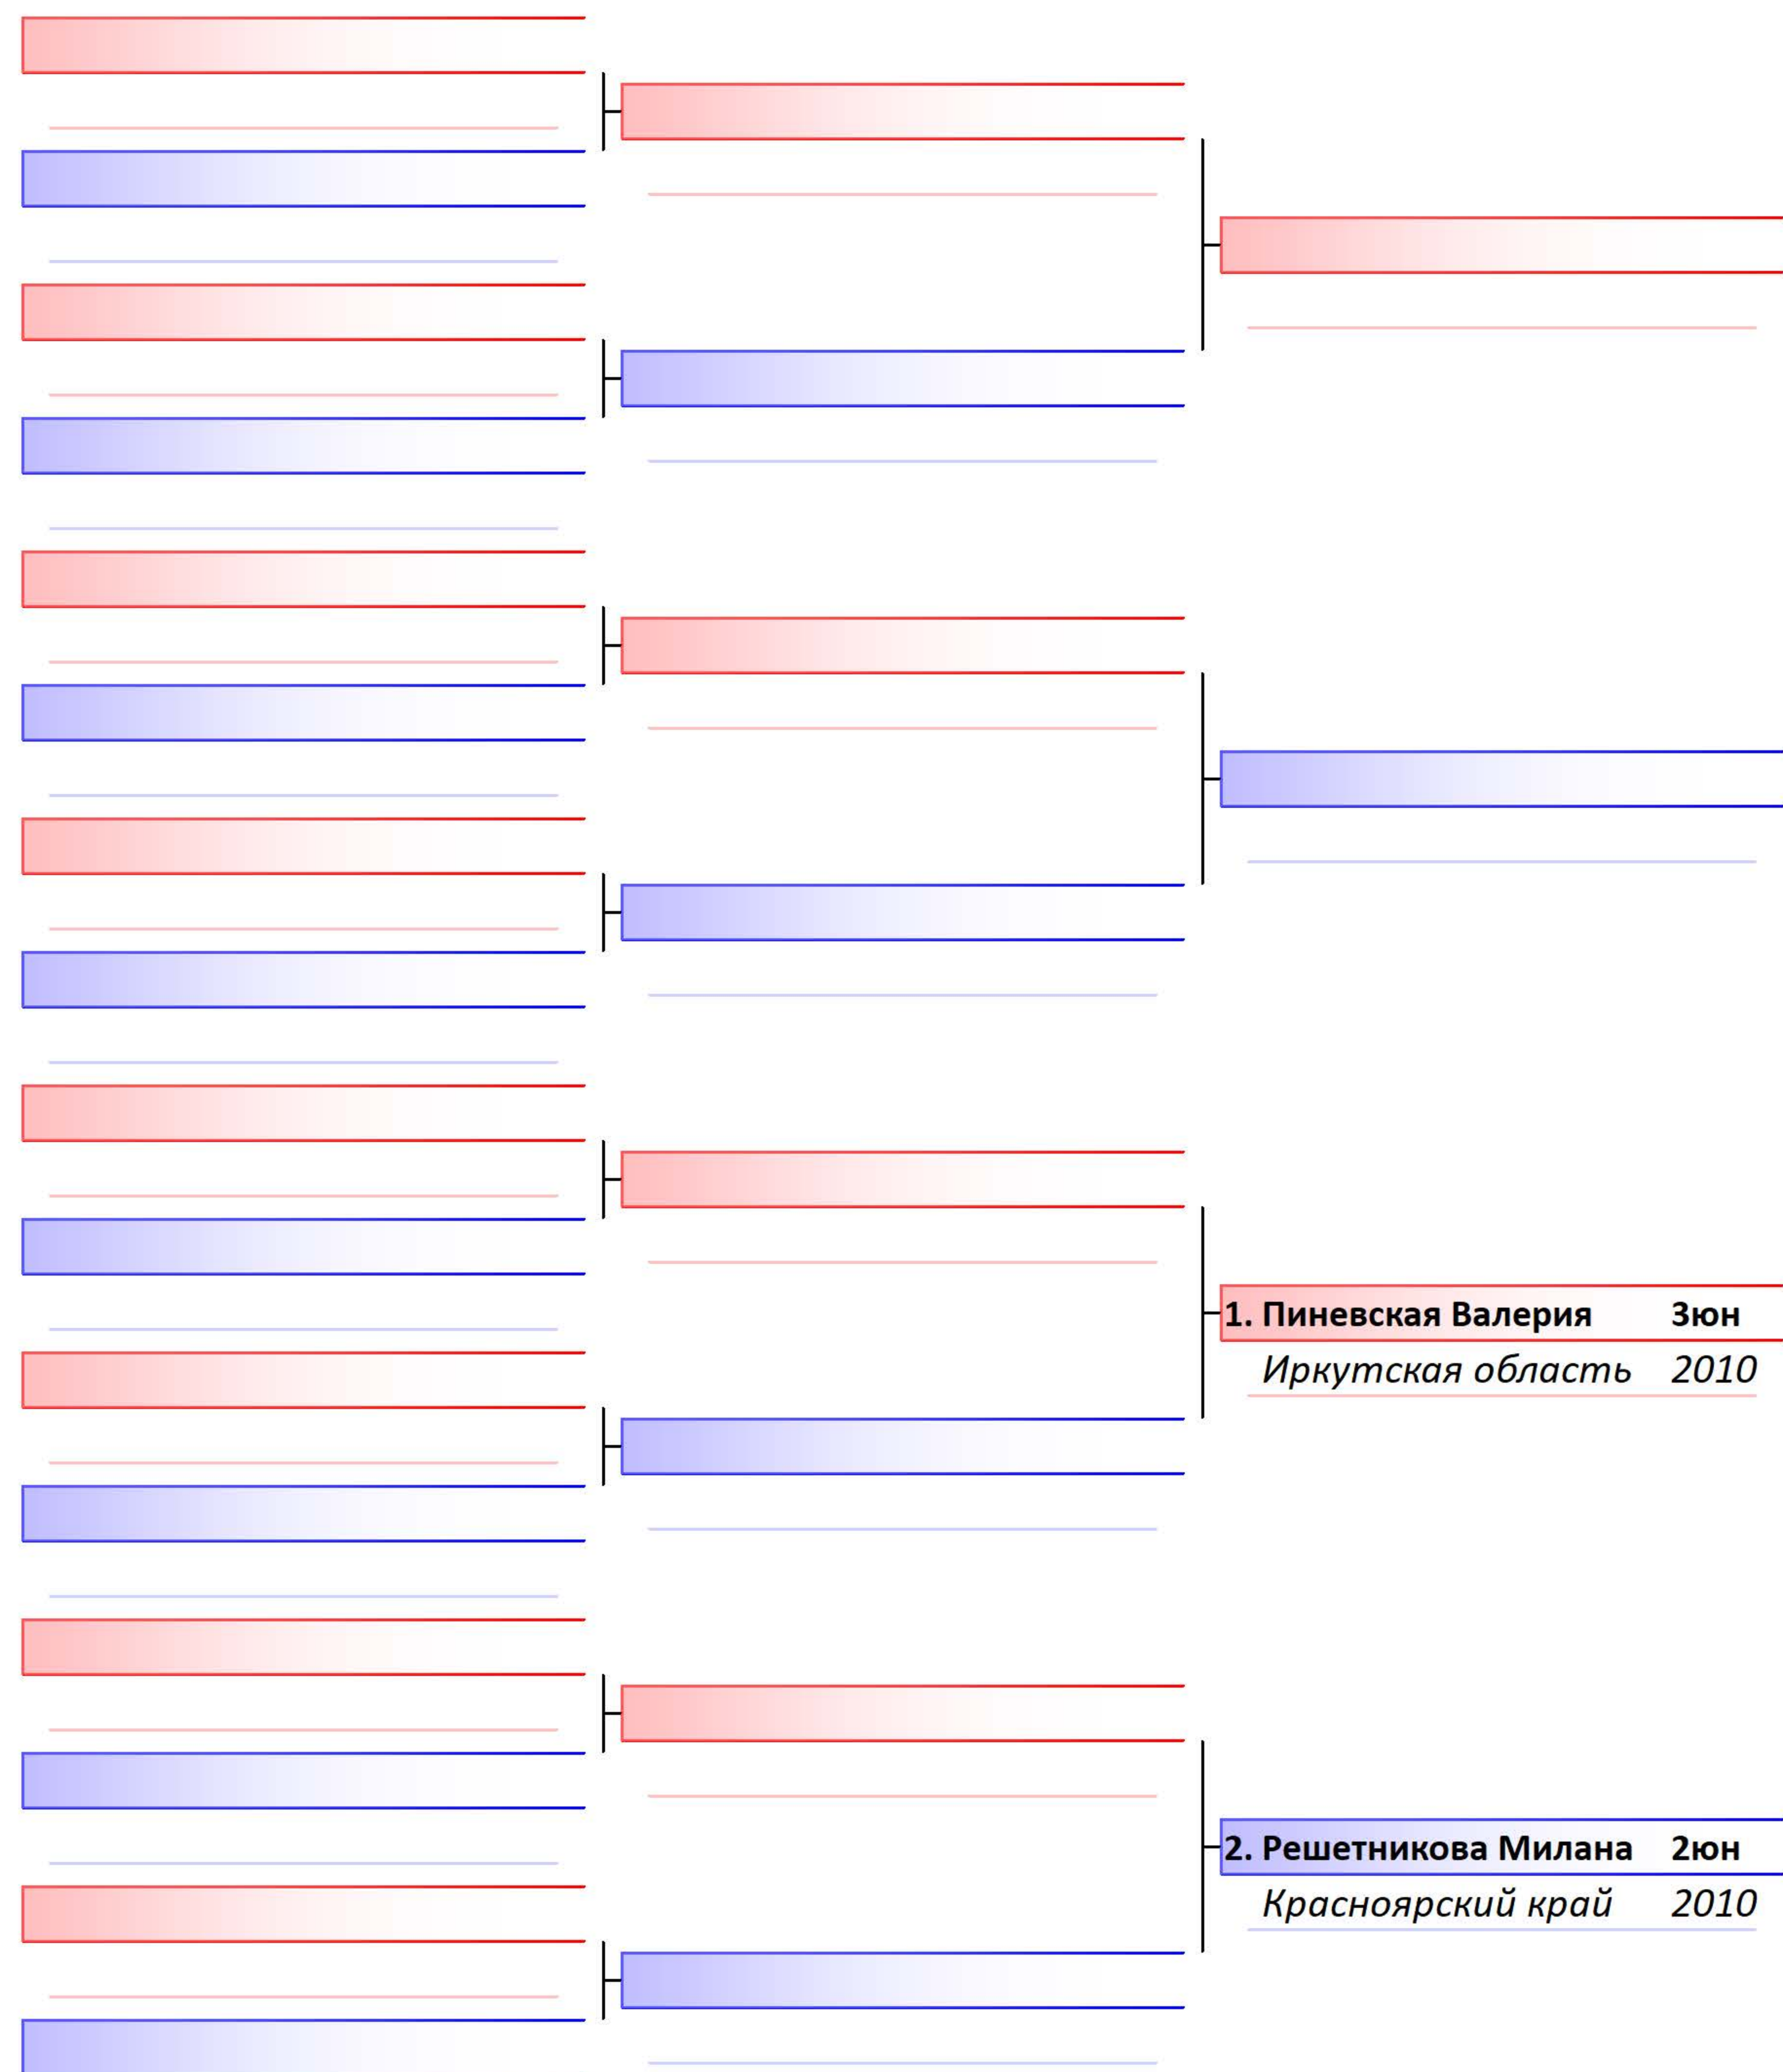 1. Пиневская Валерия 3юн
Иркутская область 2010
2. Решетникова Милана 2юн
Красноярский край 2010